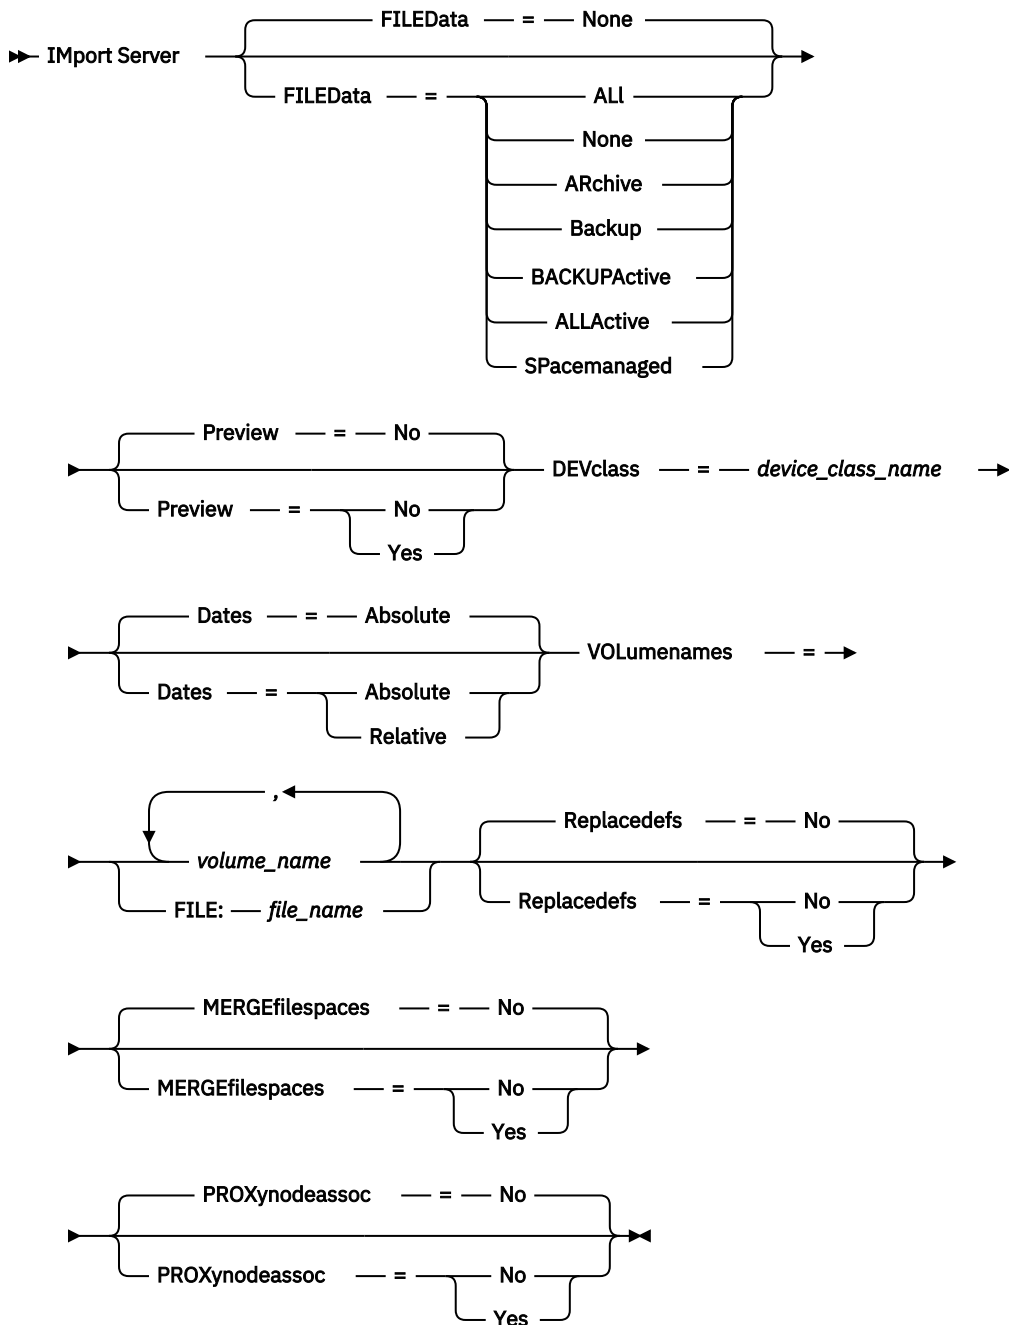 FILEData = None
IMport Server
FILEData = ALl
None
ARchive
Backup
BACKUPActive
ALLActive
SPacemanaged
Preview = No
DEVclass = device_class_name
Preview = No
Yes
Dates = Absolute
VOLumenames =
Dates = Absolute
Relative
,
volume_name
FILE: file_name
Replacedefs = No
Replacedefs = No
Yes
MERGEfilespaces = No
MERGEfilespaces = No
Yes
PROXynodeassoc = No
PROXynodeassoc = No
Yes